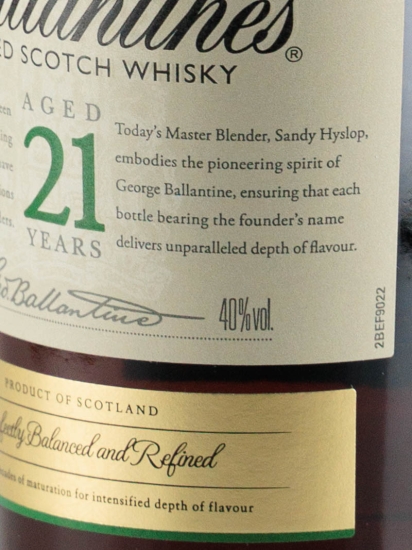 SCOTCH WHISKY
®
AGED
21
YEARS
Today's Master Blender, Sandy Hyslop,
embodies the pioneering spirit of
George Ballantine, ensuring that each
bottle bearing the founder's name
delivers unparalleled depth of flavour.
Ballantine
40%vol.
2BEF9022
PRODUCT OF SCOTLAND
Balanced and Refined
of maturation for intensified depth of flavour